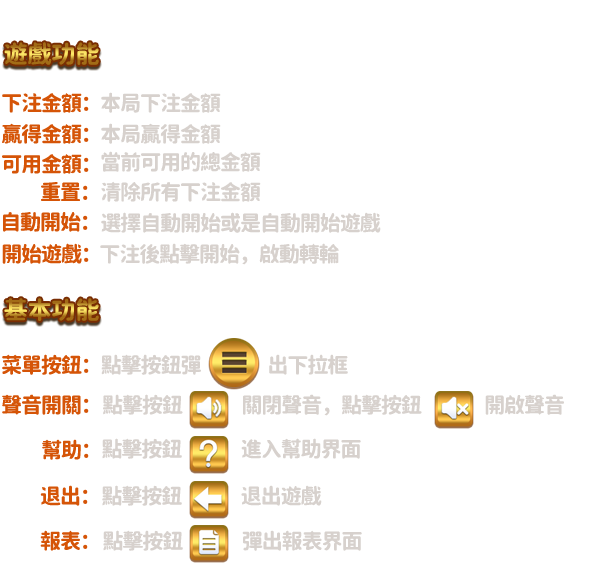 遊戲功能
下注金額：本局下注金額
贏得金額：本局贏得金額
可用金額：當前可用的總金額
重置：清除所有下注金額
自動開始：選擇自動開始或是自動開始遊戲
開始遊戲：下注後點擊開始，啟動轉輪
基本功能
菜單按鈕：點擊按鈕彈 出下拉框
聲音開關：點擊按鈕 關閉聲音，點擊按鈕 開啟聲音
幫助：點擊按鈕 ? 進入幫助界面
退出：點擊按鈕 退出遊戲
報表：點擊按鈕 彈出報表界面